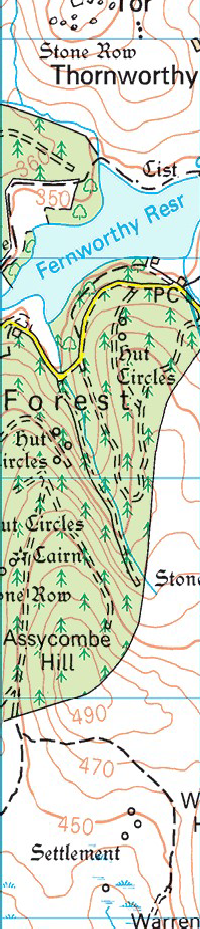 Tor
Stone Row
Thornworthy
360
350
Cist
Fernworthy Resr
PC
Hut
Circles
Forest
Hut
ircles
ut Circles
Cairn
ne Row
Stone
Assycombe
Hill
490
470
450
W
H
Settlement
Warren